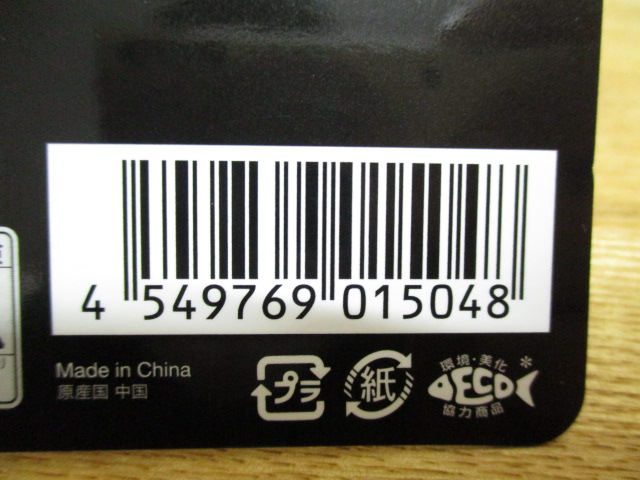 4 549769 015048
Made in China
原産国 中国
プラ
紙
環境・美化
ECO
協力商品